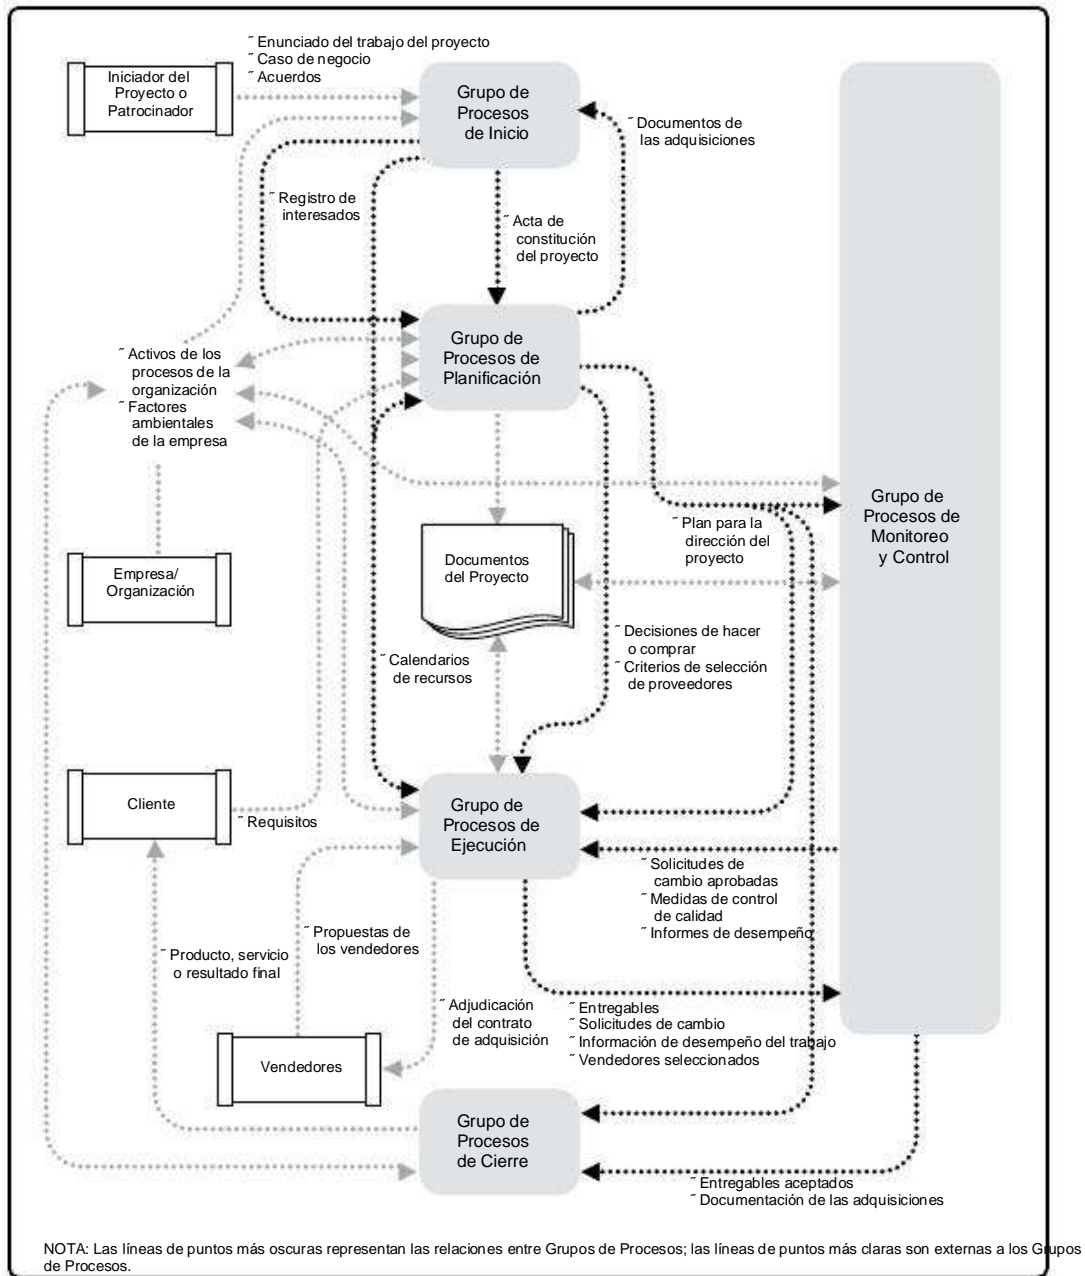 ˝ Enunciado del trabajo del proyecto
˝ Caso de negocio
˝ Acuerdos
Iniciador del
Proyecto o
Patrocinador
Grupo de
Procesos
de Inicio
˝ Documentos de
las adquisiciones
˝ Registro de
interesados
˝ Acta de
constitución
del proyecto
Grupo de
Procesos de
Planificación
˝ Activos de los
procesos de la
organización
˝ Factores
ambientales
de la empresa
Grupo de
Procesos de
Monitoreo
y Control
˝ Plan para la
dirección del
proyecto
Empresa/
Organización
Documentos
del Proyecto
˝ Decisiones de hacer
o comprar
˝ Criterios de selección
de proveedores
˝ Calendarios
de recursos
Cliente
˝ Requisitos
Grupo de
Procesos de
Ejecución
˝ Solicitudes de
cambio aprobadas
˝ Medidas de control
de calidad
˝ Informes de desempeño
˝ Propuestas de
los vendedores
˝ Producto, servicio
o resultado final
˝ Adjudicación
del contrato
de adquisición
˝ Entregables
˝ Solicitudes de cambio
˝ Información de desempeño del trabajo
˝ Vendedores seleccionados
Vendedores
Grupo de
Procesos
de Cierre
˝ Entregables aceptados
˝ Documentación de las adquisiciones
NOTA: Las líneas de puntos más oscuras representan las relaciones entre Grupos de Procesos; las líneas de puntos más claras son externas a los Grupos
de Procesos.